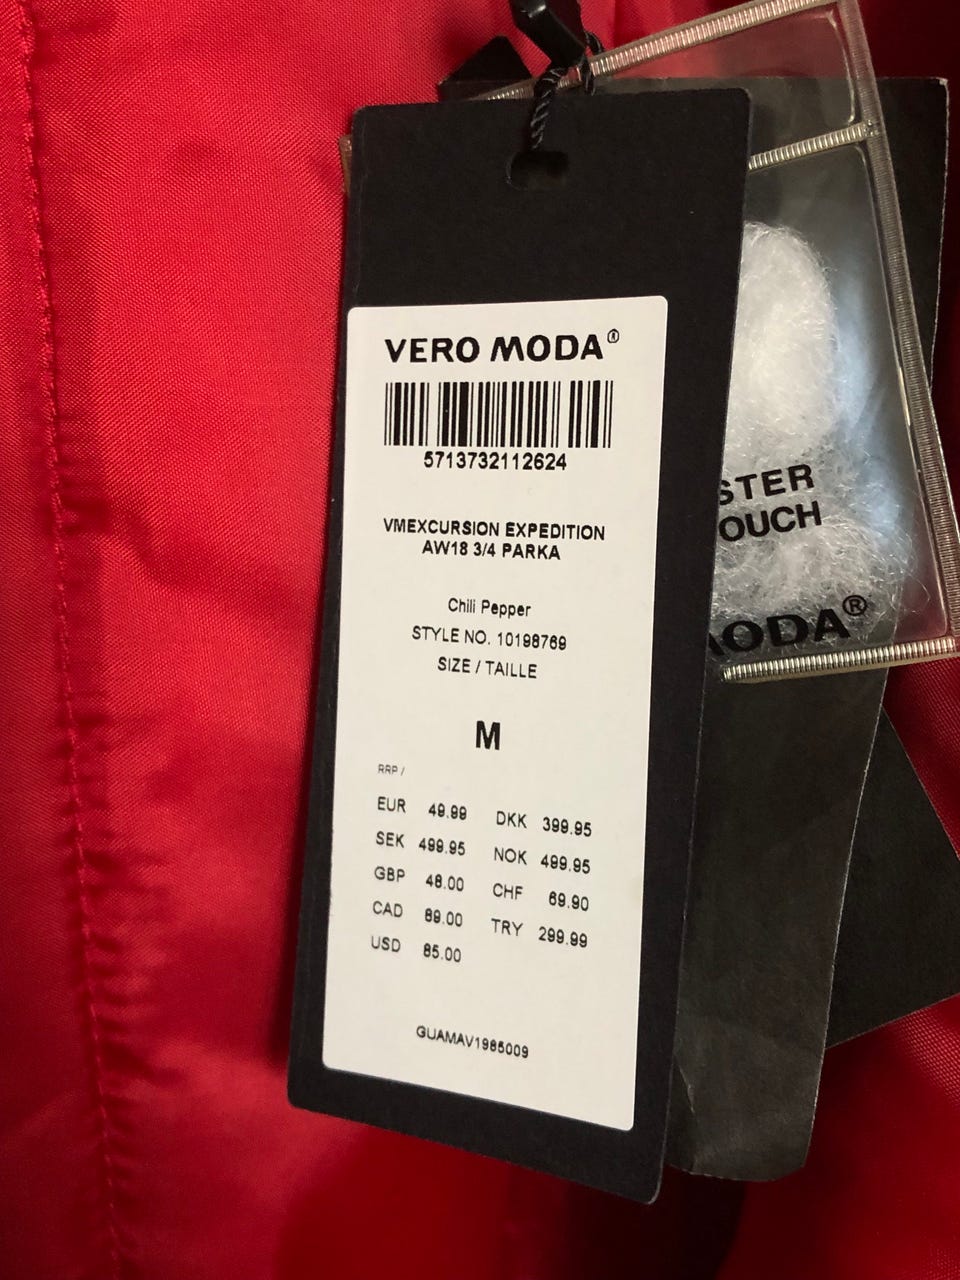 VERO MODA®
5713732112624
VMEXCURSION EXPEDITION
AW18 3/4 PARKA
Chili Pepper
STYLE NO. 10198769
SIZE / TAILLE
M
RRP /
EUR 49.99 DKK 399.95
SEK 499.95 NOK 499.95
GBP 48.00 CHF 69.90
CAD 89.00 TRY 299.99
USD 85.00
GUAMAV1985009
STER
OUCH
MODA®